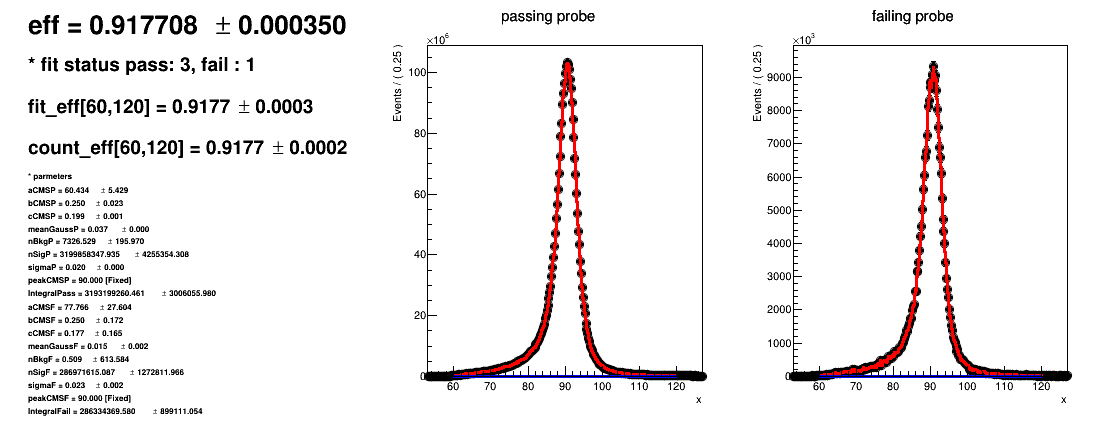 eff = 0.917708 ± 0.000350
* fit status pass: 3, fail : 1
fit_eff[60,120] = 0.9177 ± 0.0003
count_eff[60,120] = 0.9177 ± 0.0002
* parmeters
aCMSP = 60.434 ± 5.429
bCMSP = 0.250 ± 0.023
cCMSP = 0.199 ± 0.001
meanGaussP = 0.037 ± 0.000
nBkgP = 7326.529 ± 195.970
nSigP = 3199858347.935 ± 4255354.308
sigmaP = 0.020 ± 0.000
peakCMSP = 90.000 [Fixed]
IntegralPass = 3193199260.461 ± 3006055.980
aCMSF = 77.766 ± 27.604
bCMSF = 0.250 ± 0.172
cCMSF = 0.177 ± 0.165
meanGaussF = 0.015 ± 0.002
nBkgF = 0.509 ± 613.584
nSigF = 286971615.087 ± 1272811.966
sigmaF = 0.023 ± 0.002
peakCMSF = 90.000 [Fixed]
IntegralFail = 286334369.580 ± 899111.054
passing probe
×10⁶
Events / ( 0.25 )
100
80
60
40
20
0
60 70 80 90 100 110 120
x
failing probe
×10³
Events / ( 0.25 )
9000
8000
7000
6000
5000
4000
3000
2000
1000
0
60 70 80 90 100 110 120
x